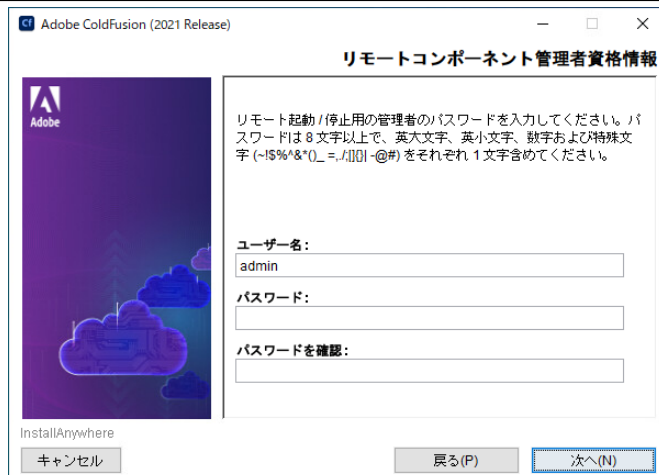 Adobe ColdFusion (2021 Release)
リモートコンポーネント管理者資格情報
Adobe
リモート起動 / 停止用の管理者のパスワードを入力してください。パ
スワードは 8 文字以上で、英大文字、英小文字、数字および特殊文
字 (~!$%^&*()_ =,./;[]{}| -@#) をそれぞれ 1 文字含めてください。
ユーザー名:
admin
パスワード:
パスワードを確認:
InstallAnywhere
キャンセル
戻る(P)
次へ(N)